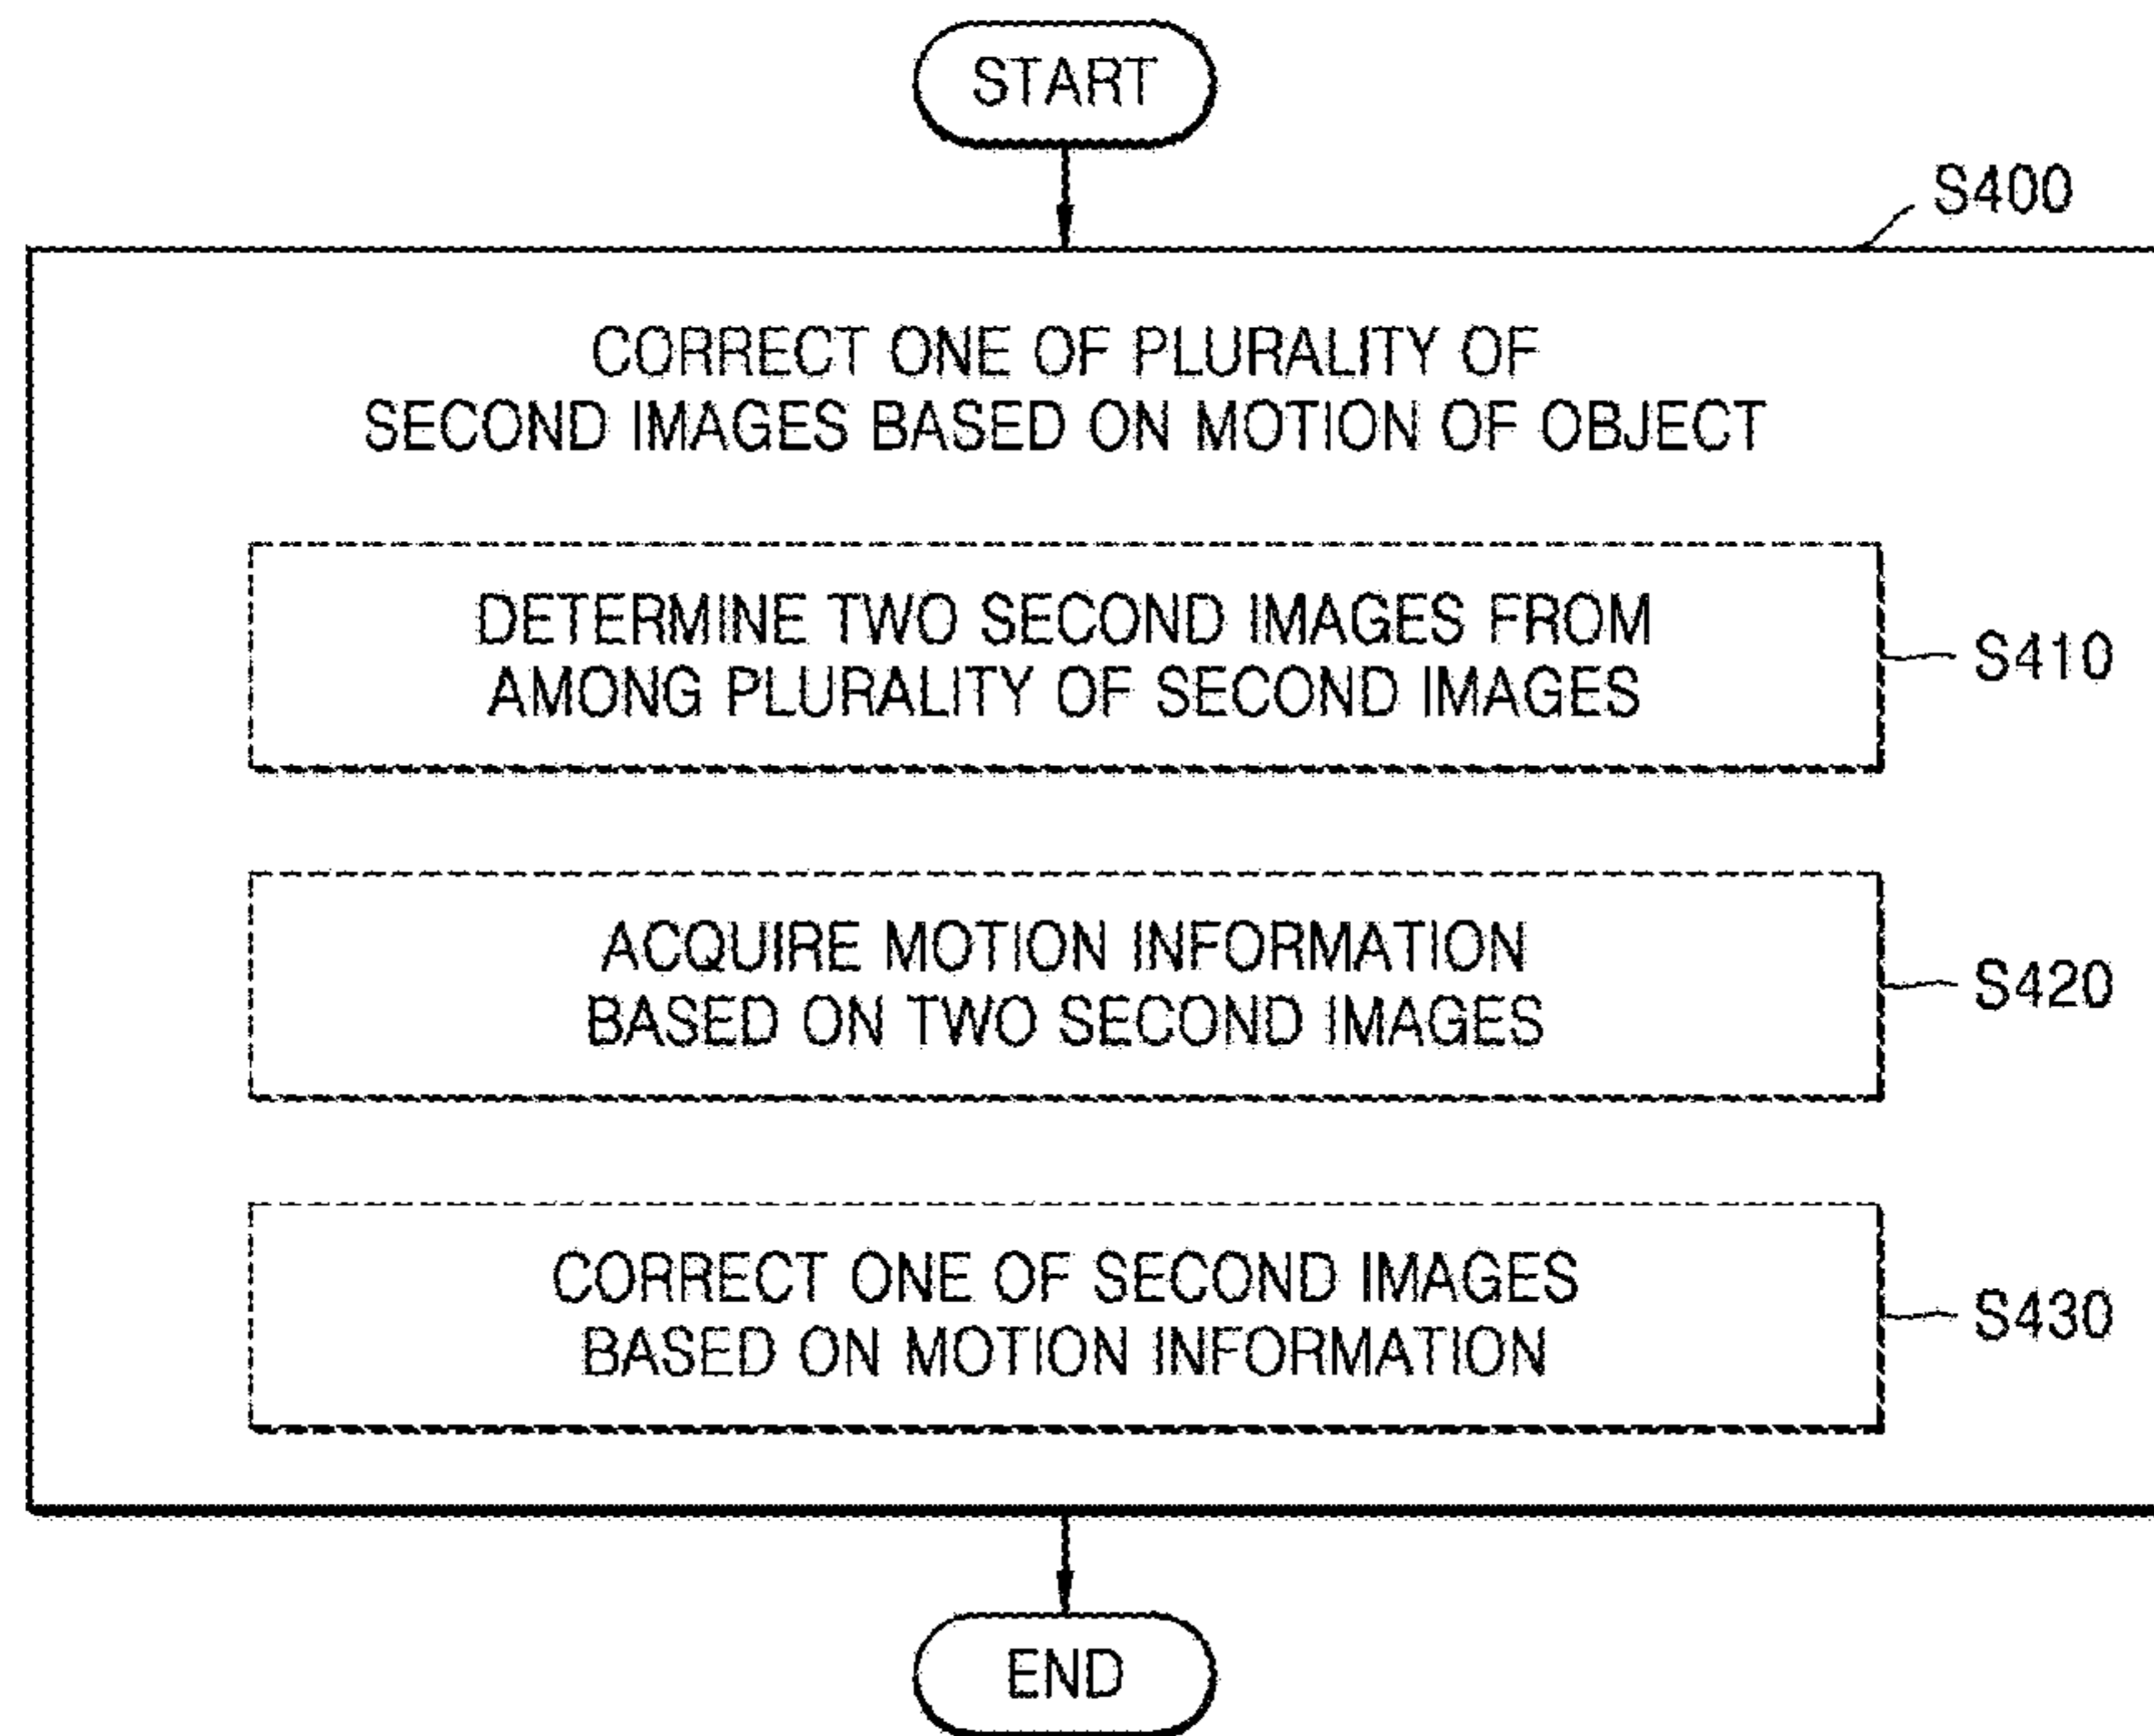 START
S400
CORRECT ONE OF PLURALITY OF
SECOND IMAGES BASED ON MOTION OF OBJECT
DETERMINE TWO SECOND IMAGES FROM
AMONG PLURALITY OF SECOND IMAGES
S410
ACQUIRE MOTION INFORMATION
BASED ON TWO SECOND IMAGES
S420
CORRECT ONE OF SECOND IMAGES
BASED ON MOTION INFORMATION
S430
END